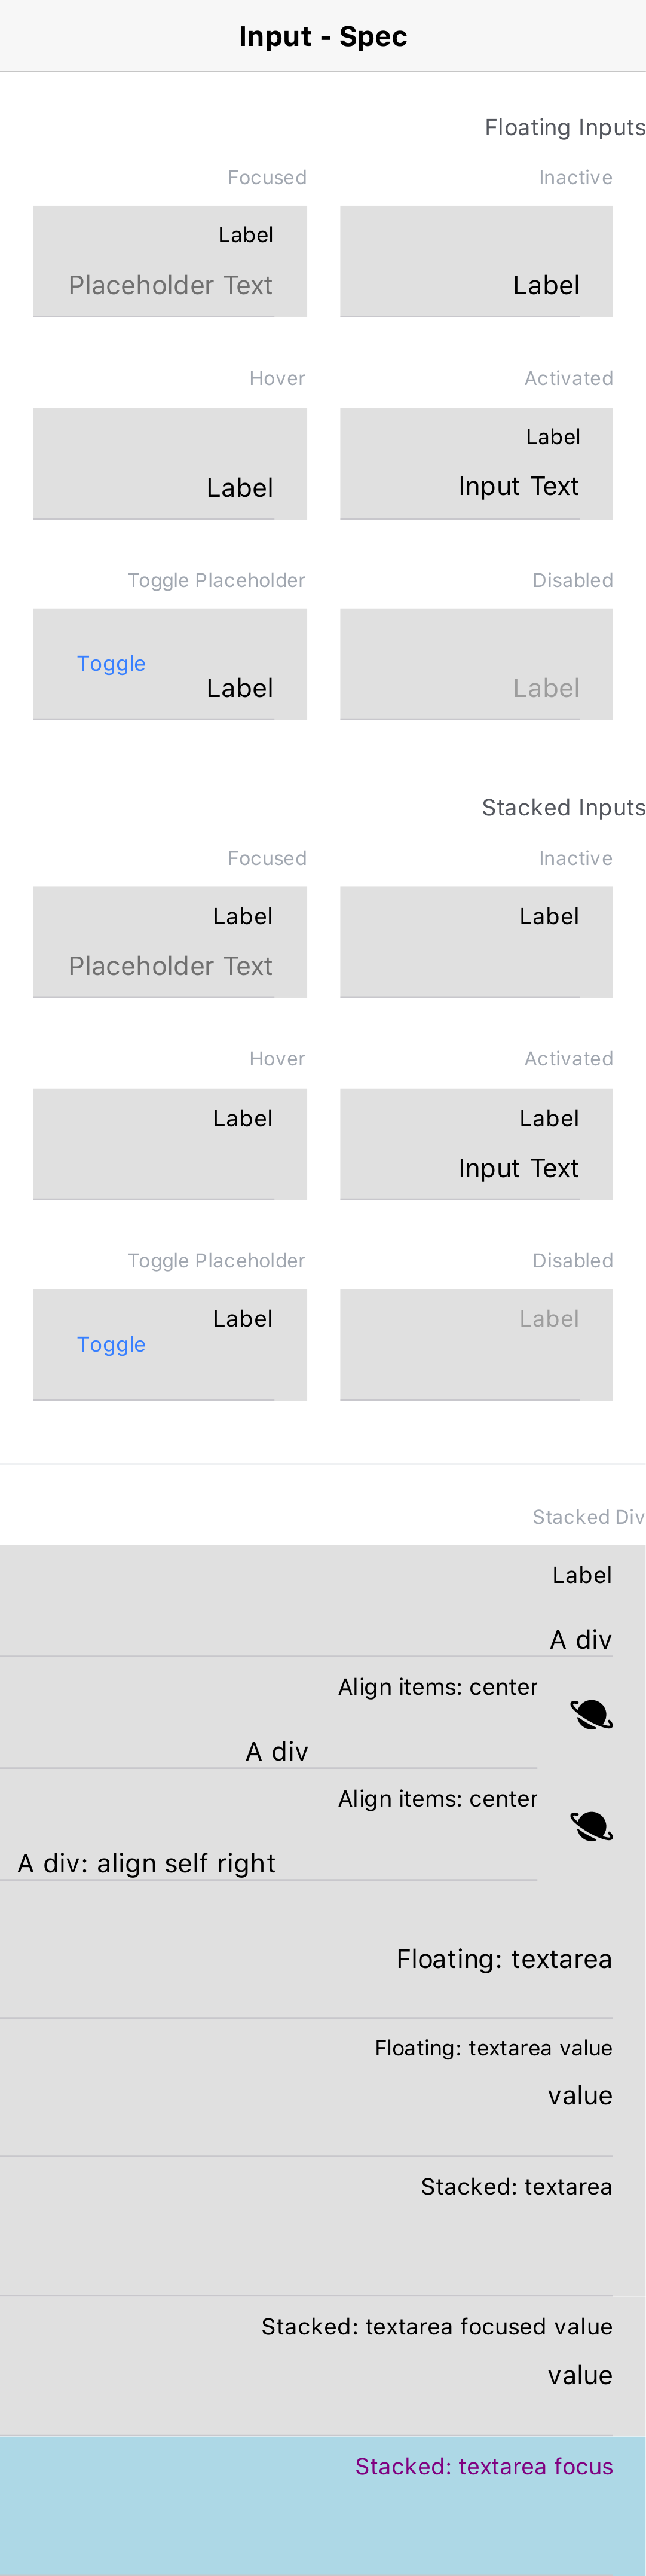 Input - Spec
Floating Inputs
Focused
Inactive
Label
Placeholder Text
Label
Hover
Activated
Label
Label
Input Text
Toggle Placeholder
Disabled
Toggle
Label
Label
Stacked Inputs
Focused
Inactive
Label
Label
Placeholder Text
Hover
Activated
Label
Label
Input Text
Toggle Placeholder
Disabled
Label
Label
Toggle
Stacked Div
Label
A div
Align items: center
A div
Align items: center
A div: align self right
Floating: textarea
Floating: textarea value
value
Stacked: textarea
Stacked: textarea focused value
value
Stacked: textarea focus